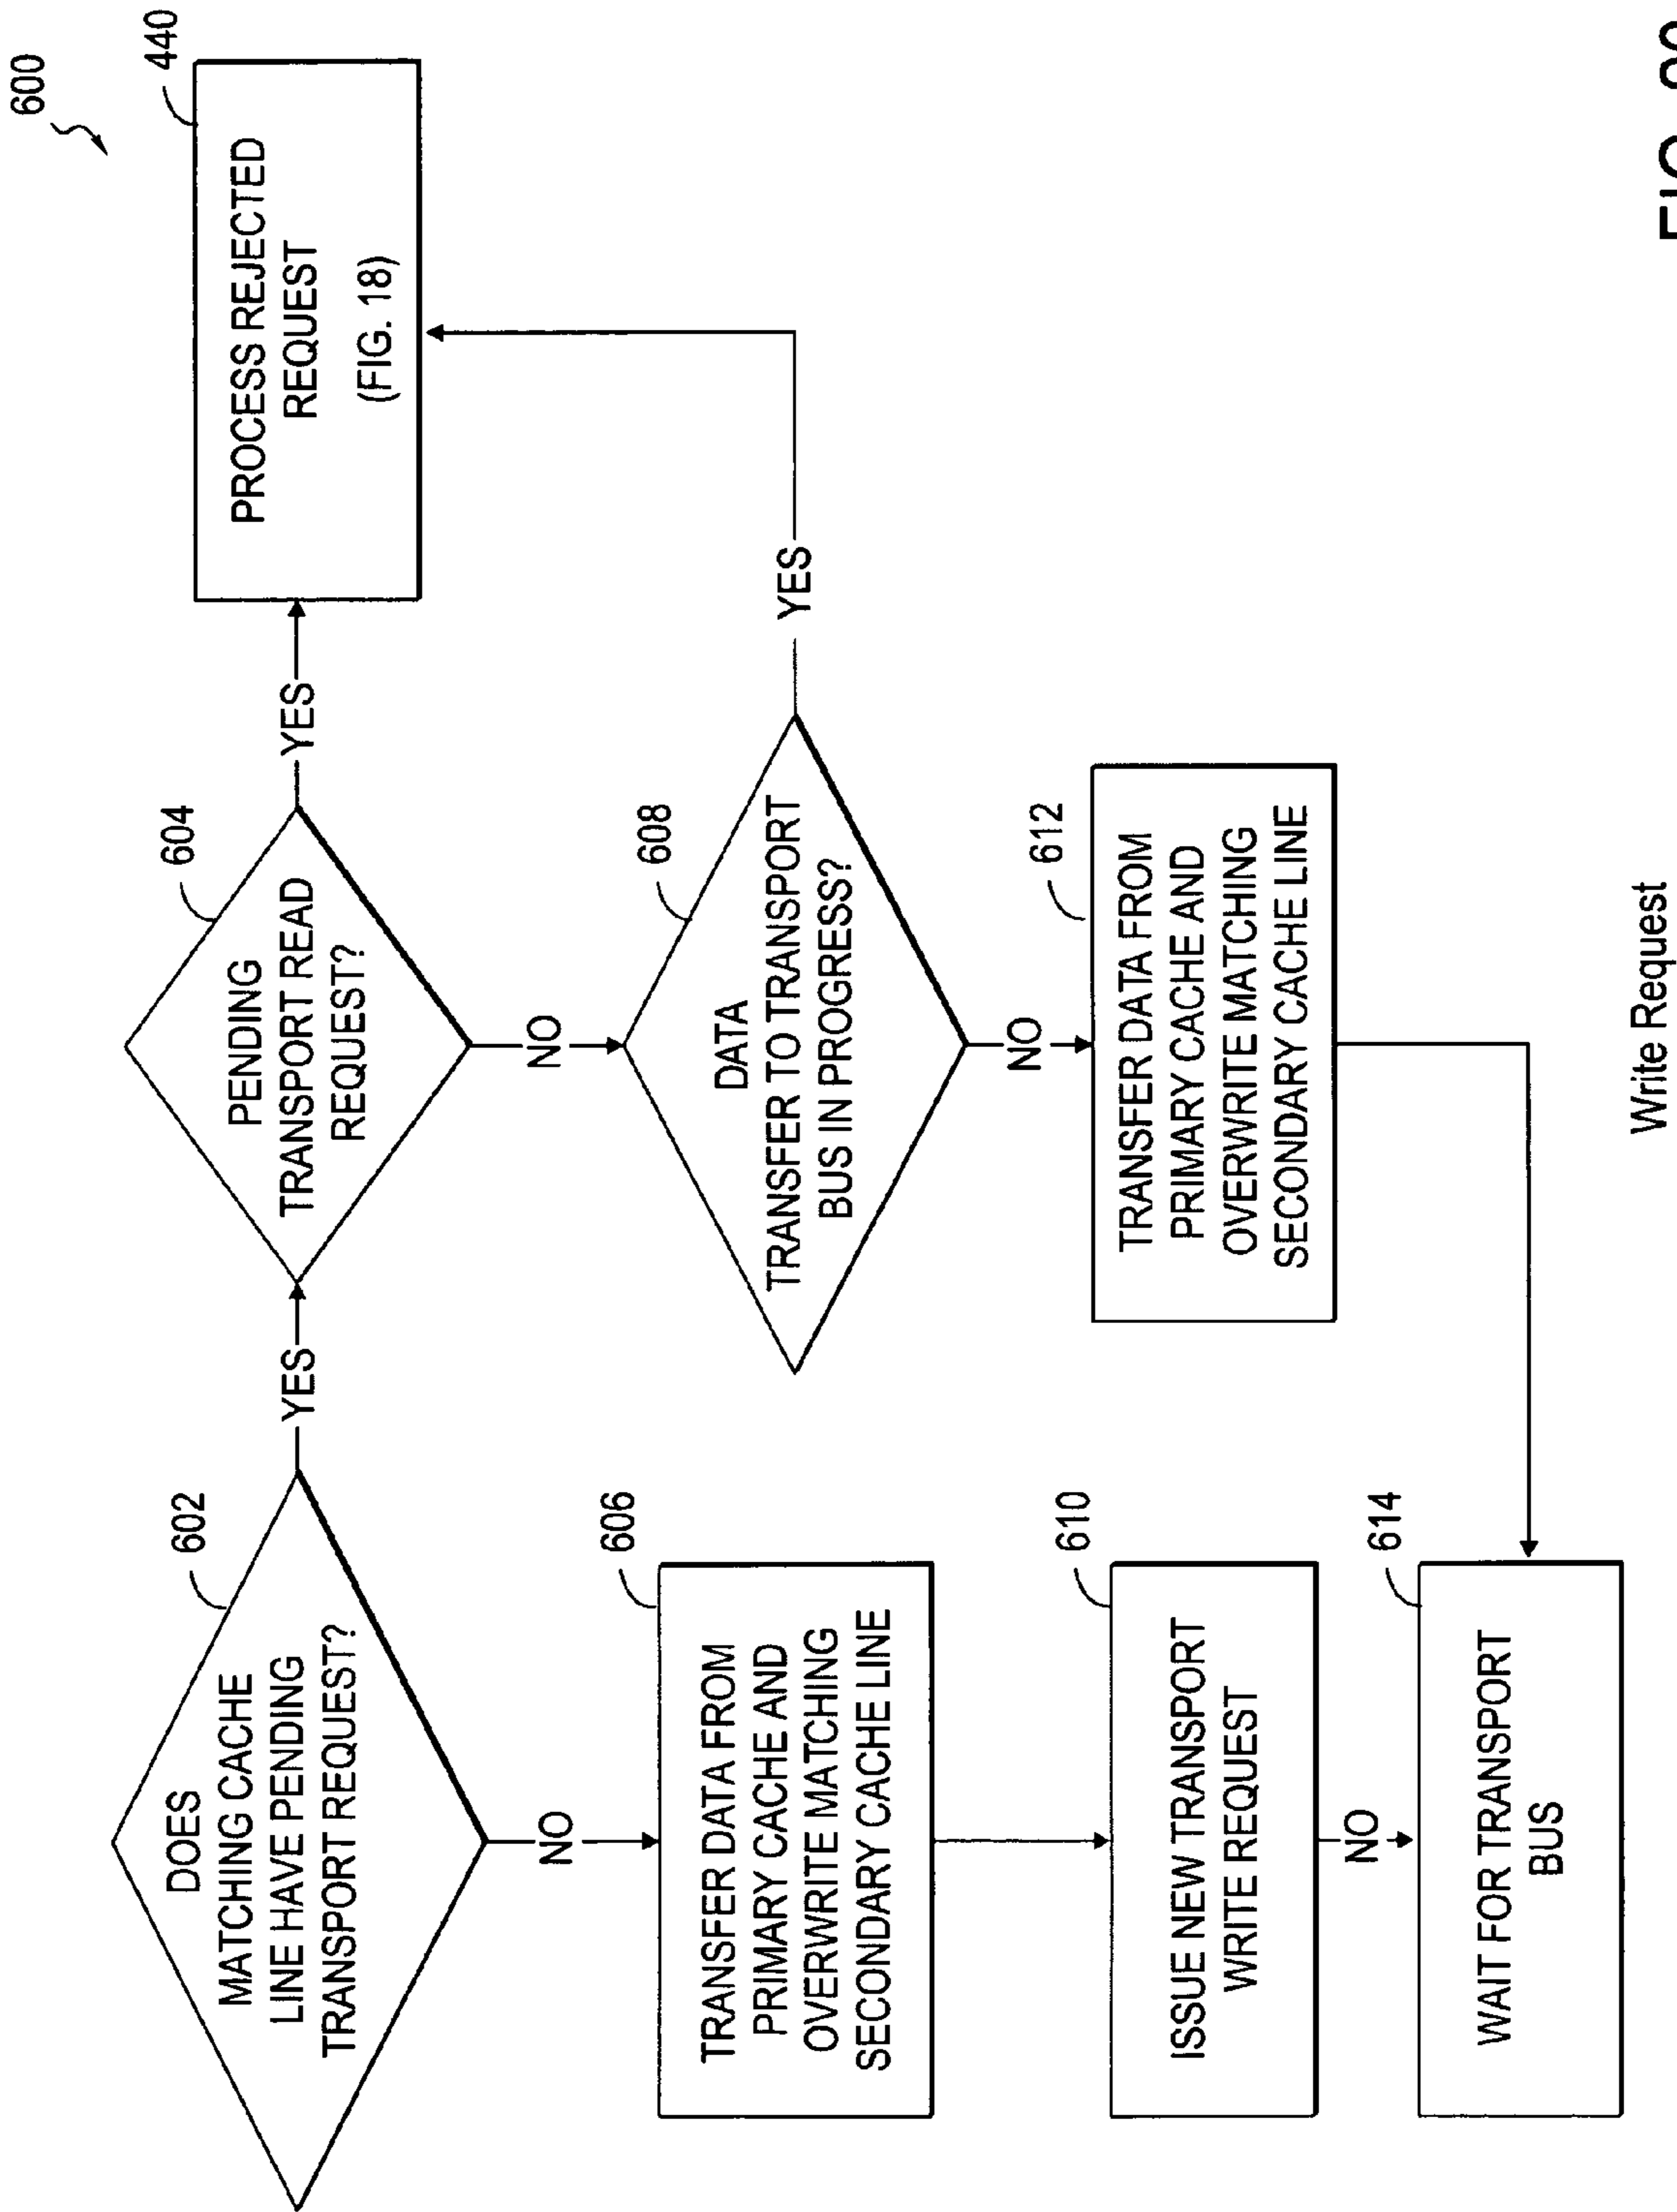 600
602
DOES
MATCHING CACHE
LINE HAVE PENDING
TRANSPORT REQUEST?
YES
604
PENDING
TRANSPORT READ
REQUEST?
YES
440
PROCESS REJECTED
REQUEST
(FIG. 18)
NO
606
TRANSFER DATA FROM
PRIMARY CACHE AND
OVERWRITE MATCHING
SECONDARY CACHE LINE
NO
608
DATA
TRANSFER TO TRANSPORT
BUS IN PROGRESS?
YES
610
ISSUE NEW TRANSPORT
WRITE REQUEST
NO
612
TRANSFER DATA FROM
PRIMARY CACHE AND
OVERWRITE MATCHING
SECONDARY CACHE LINE
NO
614
WAIT FOR TRANSPORT
BUS
Write Request
FIG.